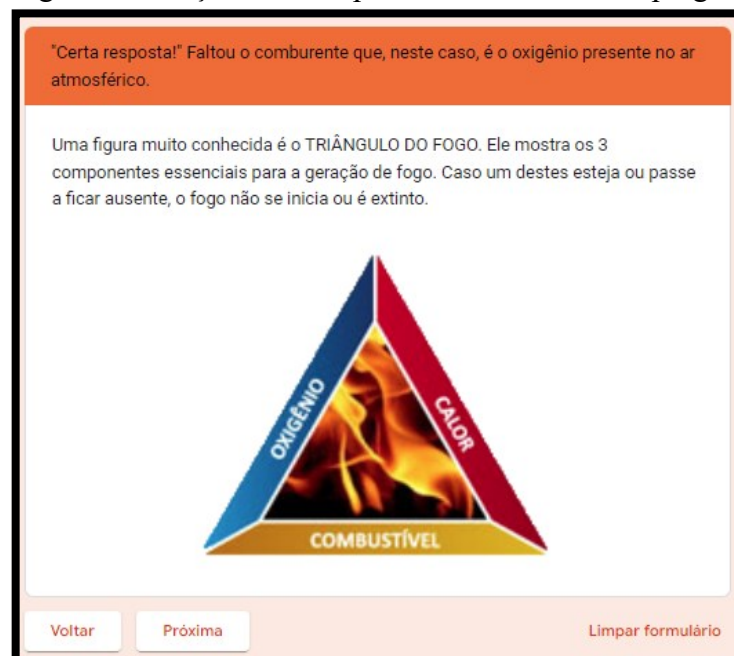 "Certa resposta!" Faltou o comburente que, neste caso, é o oxigênio presente no ar
atmosférico.
Uma figura muito conhecida é o TRIÂNGULO DO FOGO. Ele mostra os 3
componentes essenciais para a geração de fogo. Caso um destes esteja ou passe
a ficar ausente, o fogo não se inicia ou é extinto.
OXIGÊNIO
CALOR
COMBUSTÍVEL
Voltar
Próxima
Limpar formulário